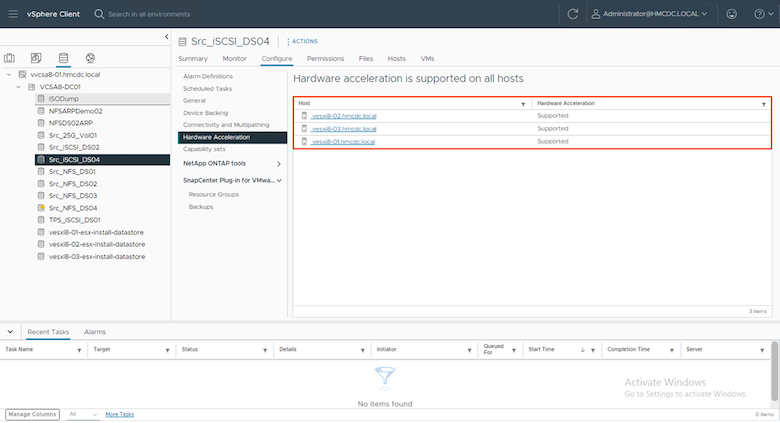 vSphere Client
Search in all environments
Administrator@HMCDC.LOCAL
vvcsa8-01.hmcdc.local
VCSA8-DC01
ISODump
NFSARPDemo02
NFSDS02ARP
Src_25G_Vol01
Src_iSCSI_DS02
Src_iSCSI_DS04
Src_NFS_DS01
Src_NFS_DS02
Src_NFS_DS03
Src_NFS_DS04
TPS_iSCSI_DS01
vesxi8-01-esx-install-datastore
vesxi8-02-esx-install-datastore
vesxi8-03-esx-install-datastore
Src_iSCSI_DS04
ACTIONS
Summary Monitor Configure Permissions Files Hosts VMs
Alarm Definitions
Scheduled Tasks
General
Device Backing
Connectivity and Multipathing
Hardware Acceleration
Capability sets
NetApp ONTAP tools
SnapCenter Plug-in for VMwa...
Resource Groups
Backups
Hardware acceleration is supported on all hosts
Host Hardware Acceleration
vesxi8-02.hmcdc.local Supported
vesxi8-03.hmcdc.local Supported
vesxi8-01.hmcdc.local Supported
3 items
Recent Tasks Alarms
Task Name Target Status Details Initiator Queued For Start Time Completion Time Server
No items found
Activate Windows
Go to Settings to activate Windows.
Manage Columns All More Tasks 0 items